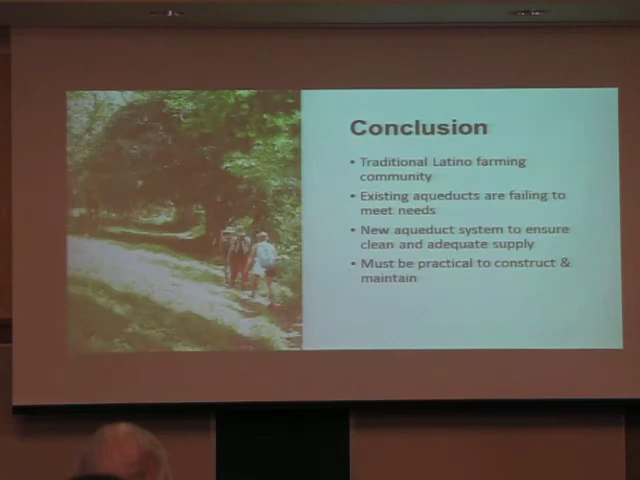 Conclusion
• Traditional Latino farming
community
• Existing aqueducts are failing to
meet needs
• New aqueduct system to ensure
clean and adequate supply
• Must be practical to construct &
maintain